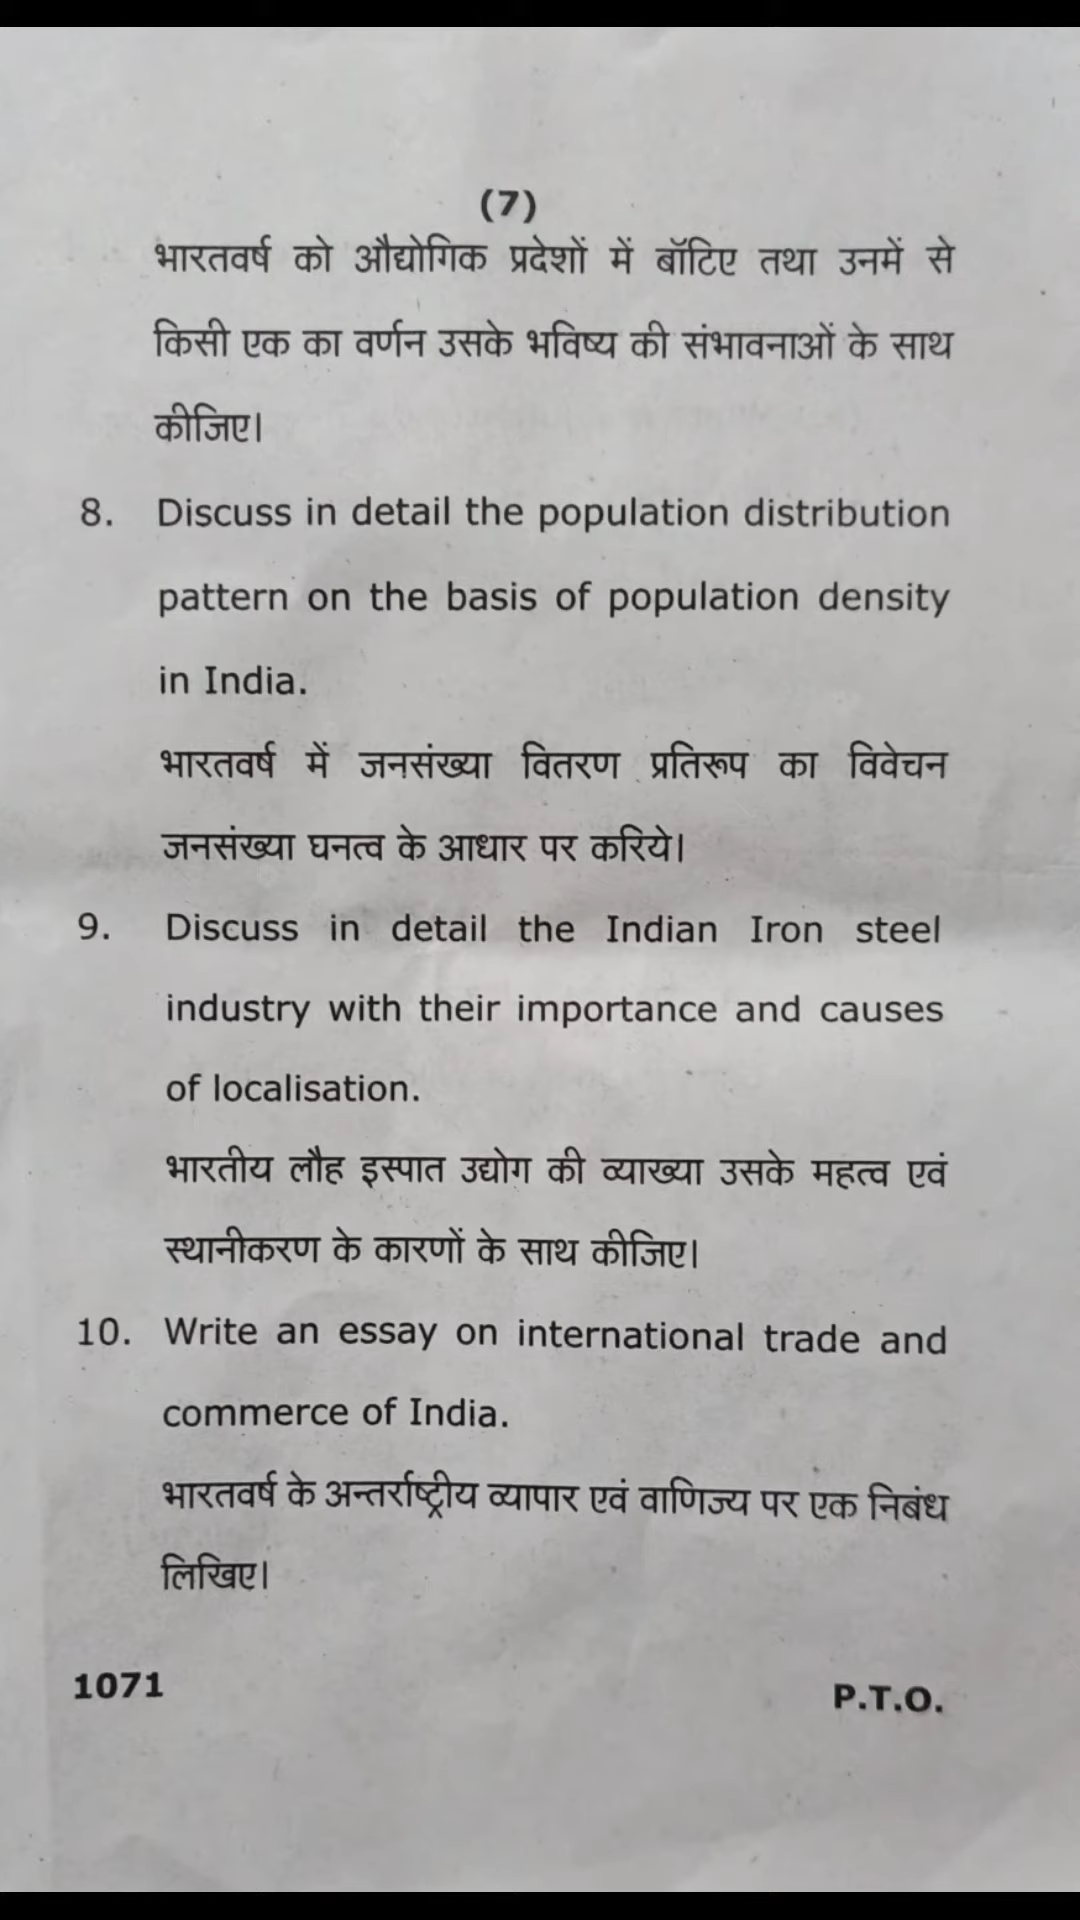 (7)
भारतवर्ष को औद्योगिक प्रदेशों में बॉटिए तथा उनमें से
किसी एक का वर्णन उसके भविष्य की संभावनाओं के साथ
कीजिए।
8. Discuss in detail the population distribution
pattern on the basis of population density
in India.
भारतवर्ष में जनसंख्या वितरण प्रतिरूप का विवेचन
जनसंख्या घनत्व के आधार पर करिये।
9. Discuss in detail the Indian Iron steel
industry with their importance and causes
of localisation.
भारतीय लौह इस्पात उद्योग की व्याख्या उसके महत्व एवं
स्थानीकरण के कारणों के साथ कीजिए।
10. Write an essay on international trade and
commerce of India.
भारतवर्ष के अन्तर्राष्ट्रीय व्यापार एवं वाणिज्य पर एक निबंध
लिखिए।
1071 P.T.O.